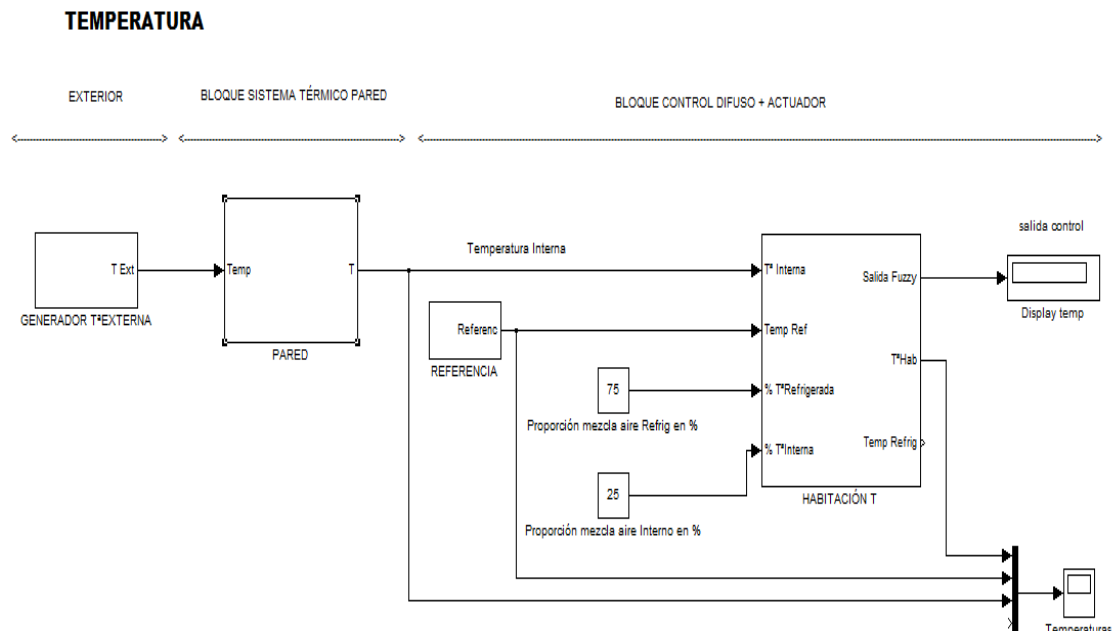 TEMPERATURA
EXTERIOR
BLOQUE SISTEMA TÉRMICO PARED
BLOQUE CONTROL DIFUSO + ACTUADOR
T Ext
GENERADOR TªEXTERNA
Temp
T
PARED
Temperatura Interna
Referenc
REFERENCIA
75
Proporción mezcla aire Refrig en %
25
Proporción mezcla aire Interno en %
Tª Interna
Temp Ref
% TªRefrigerada
% TªInterna
Salida Fuzzy
TªHab
Temp Refrig
HABITACIÓN T
salida control
Display temp
Temperaturas